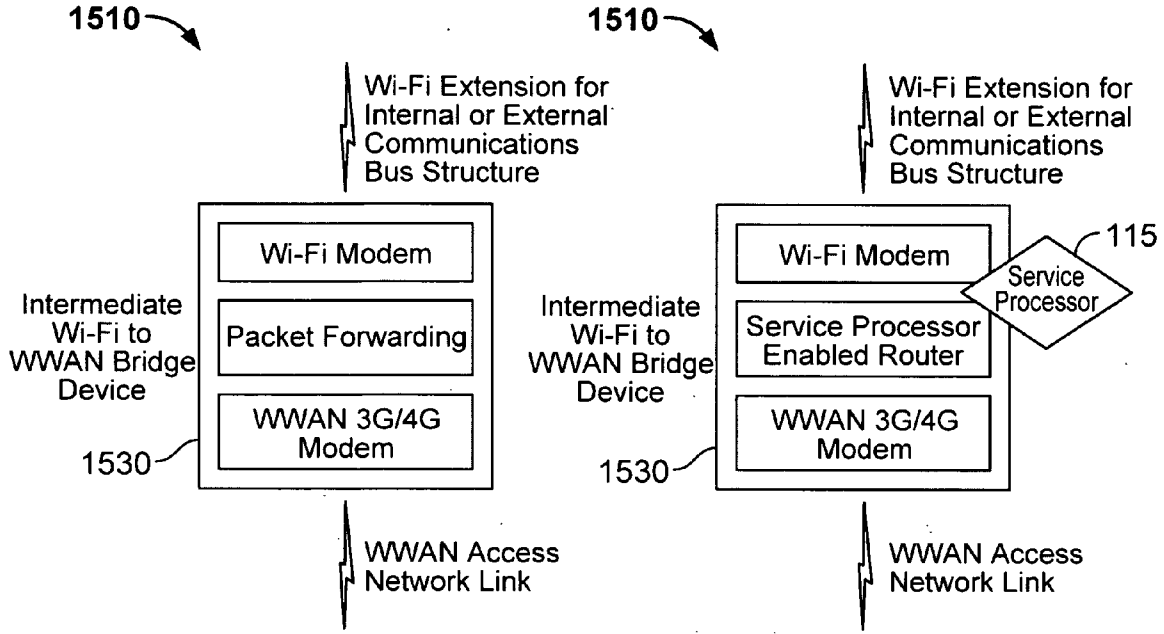 1510
Wi-Fi Extension for
Internal or External
Communications
Bus Structure
Wi-Fi Modem
Intermediate
Wi-Fi to
WWAN Bridge
Device
Packet Forwarding
WWAN 3G/4G
Modem
1530
WWAN Access
Network Link
1510
Wi-Fi Extension for
Internal or External
Communications
Bus Structure
Wi-Fi Modem
115
Service
Processor
Intermediate
Wi-Fi to
WWAN Bridge
Device
Service Processor
Enabled Router
WWAN 3G/4G
Modem
1530
WWAN Access
Network Link